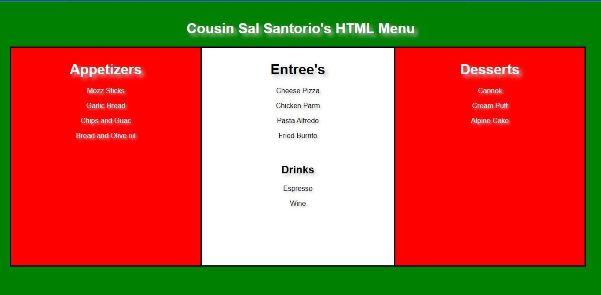 Cousin Sal Santorio's HTML Menu
Appetizers
Mozz Sticks
Garlic Bread
Chips and Guac
Bread and Olive oil
Entree's
Cheese Pizza
Chicken Parm
Pasta Alfredo
Fried Burrito
Drinks
Espresso
Wine
Desserts
Cannoli
Cream Puff
Alpine Cake